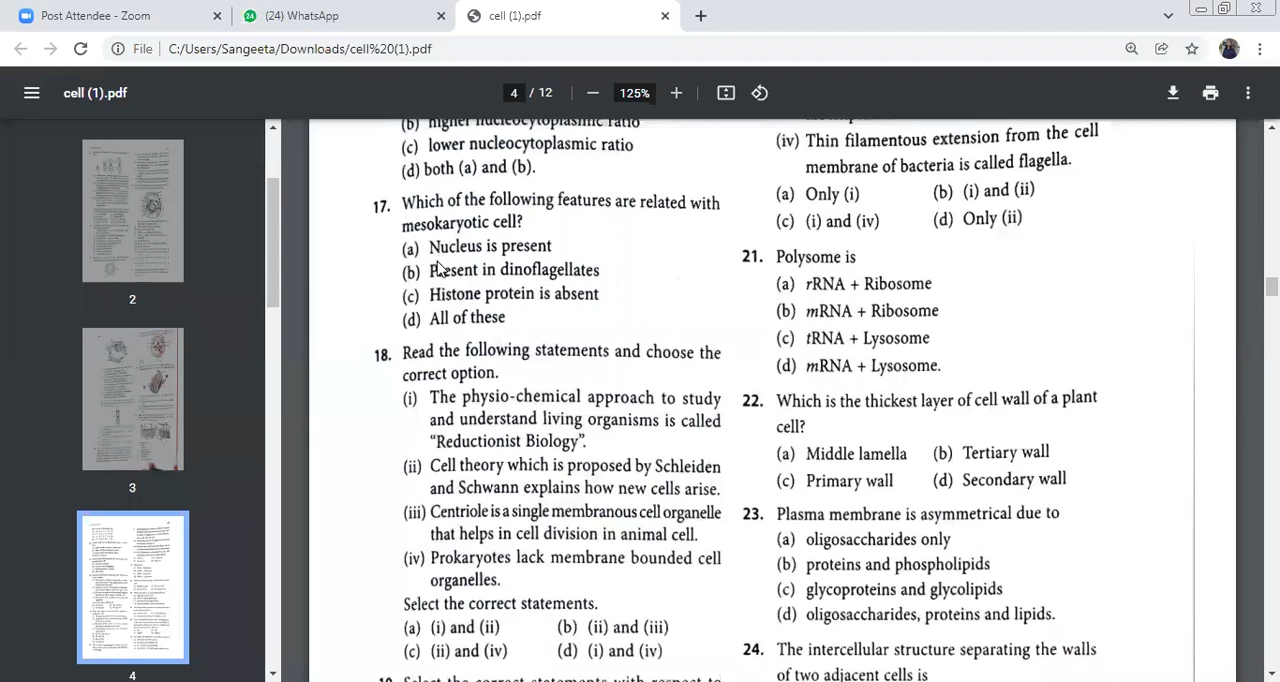 Post Attendee - Zoom
(24) WhatsApp
cell (1).pdf
File
C:/Users/Sangeeta/Downloads/cell%20(1).pdf
cell (1).pdf
4 / 12
125%
2
3
4
(b) higher nucleocytoplasmic ratio
(c) lower nucleocytoplasmic ratio
(d) both (a) and (b).
17. Which of the following features are related with
mesokaryotic cell?
(a) Nucleus is present
(b) Present in dinoflagellates
(c) Histone protein is absent
(d) All of these
18. Read the following statements and choose the
correct option.
(i) The physio-chemical approach to study
and understand living organisms is called
“Reductionist Biology”.
(ii) Cell theory which is proposed by Schleiden
and Schwann explains how new cells arise.
(iii) Centriole is a single membranous cell organelle
helps in cell division in animal cell.
bounded cell
organelles.
(a) (i) and (ii) (b) (i) and (iii)
(c) (ii) and (iv) (d) (i) and (iv)
19. Select the correct statements with respect to
(iv) Thin filamentous extension from the cell
membrane of bacteria is called flagella.
(a) Only (i) (b) (i) and (ii)
(c) (i) and (iv) (d) Only (ii)
21. Polysome is
(a) rRNA + Ribosome
(b) mRNA + Ribosome
(c) tRNA + Lysosome
(d) mRNA + Lysosome.
22. Which is the thickest layer of cell wall of a plant
cell?
(a) Middle lamella (b) Tertiary wall
(c) Primary wall (d) Secondary wall
23. Plasma membrane is asymmetrical due to
(a) oligosaccharides only
(b) proteins and phospholipids
(c) glycoproteins and glycolipids
(d) oligosaccharides, proteins and lipids.
24. The intercellular structure separating the walls
of two adjacent cells is